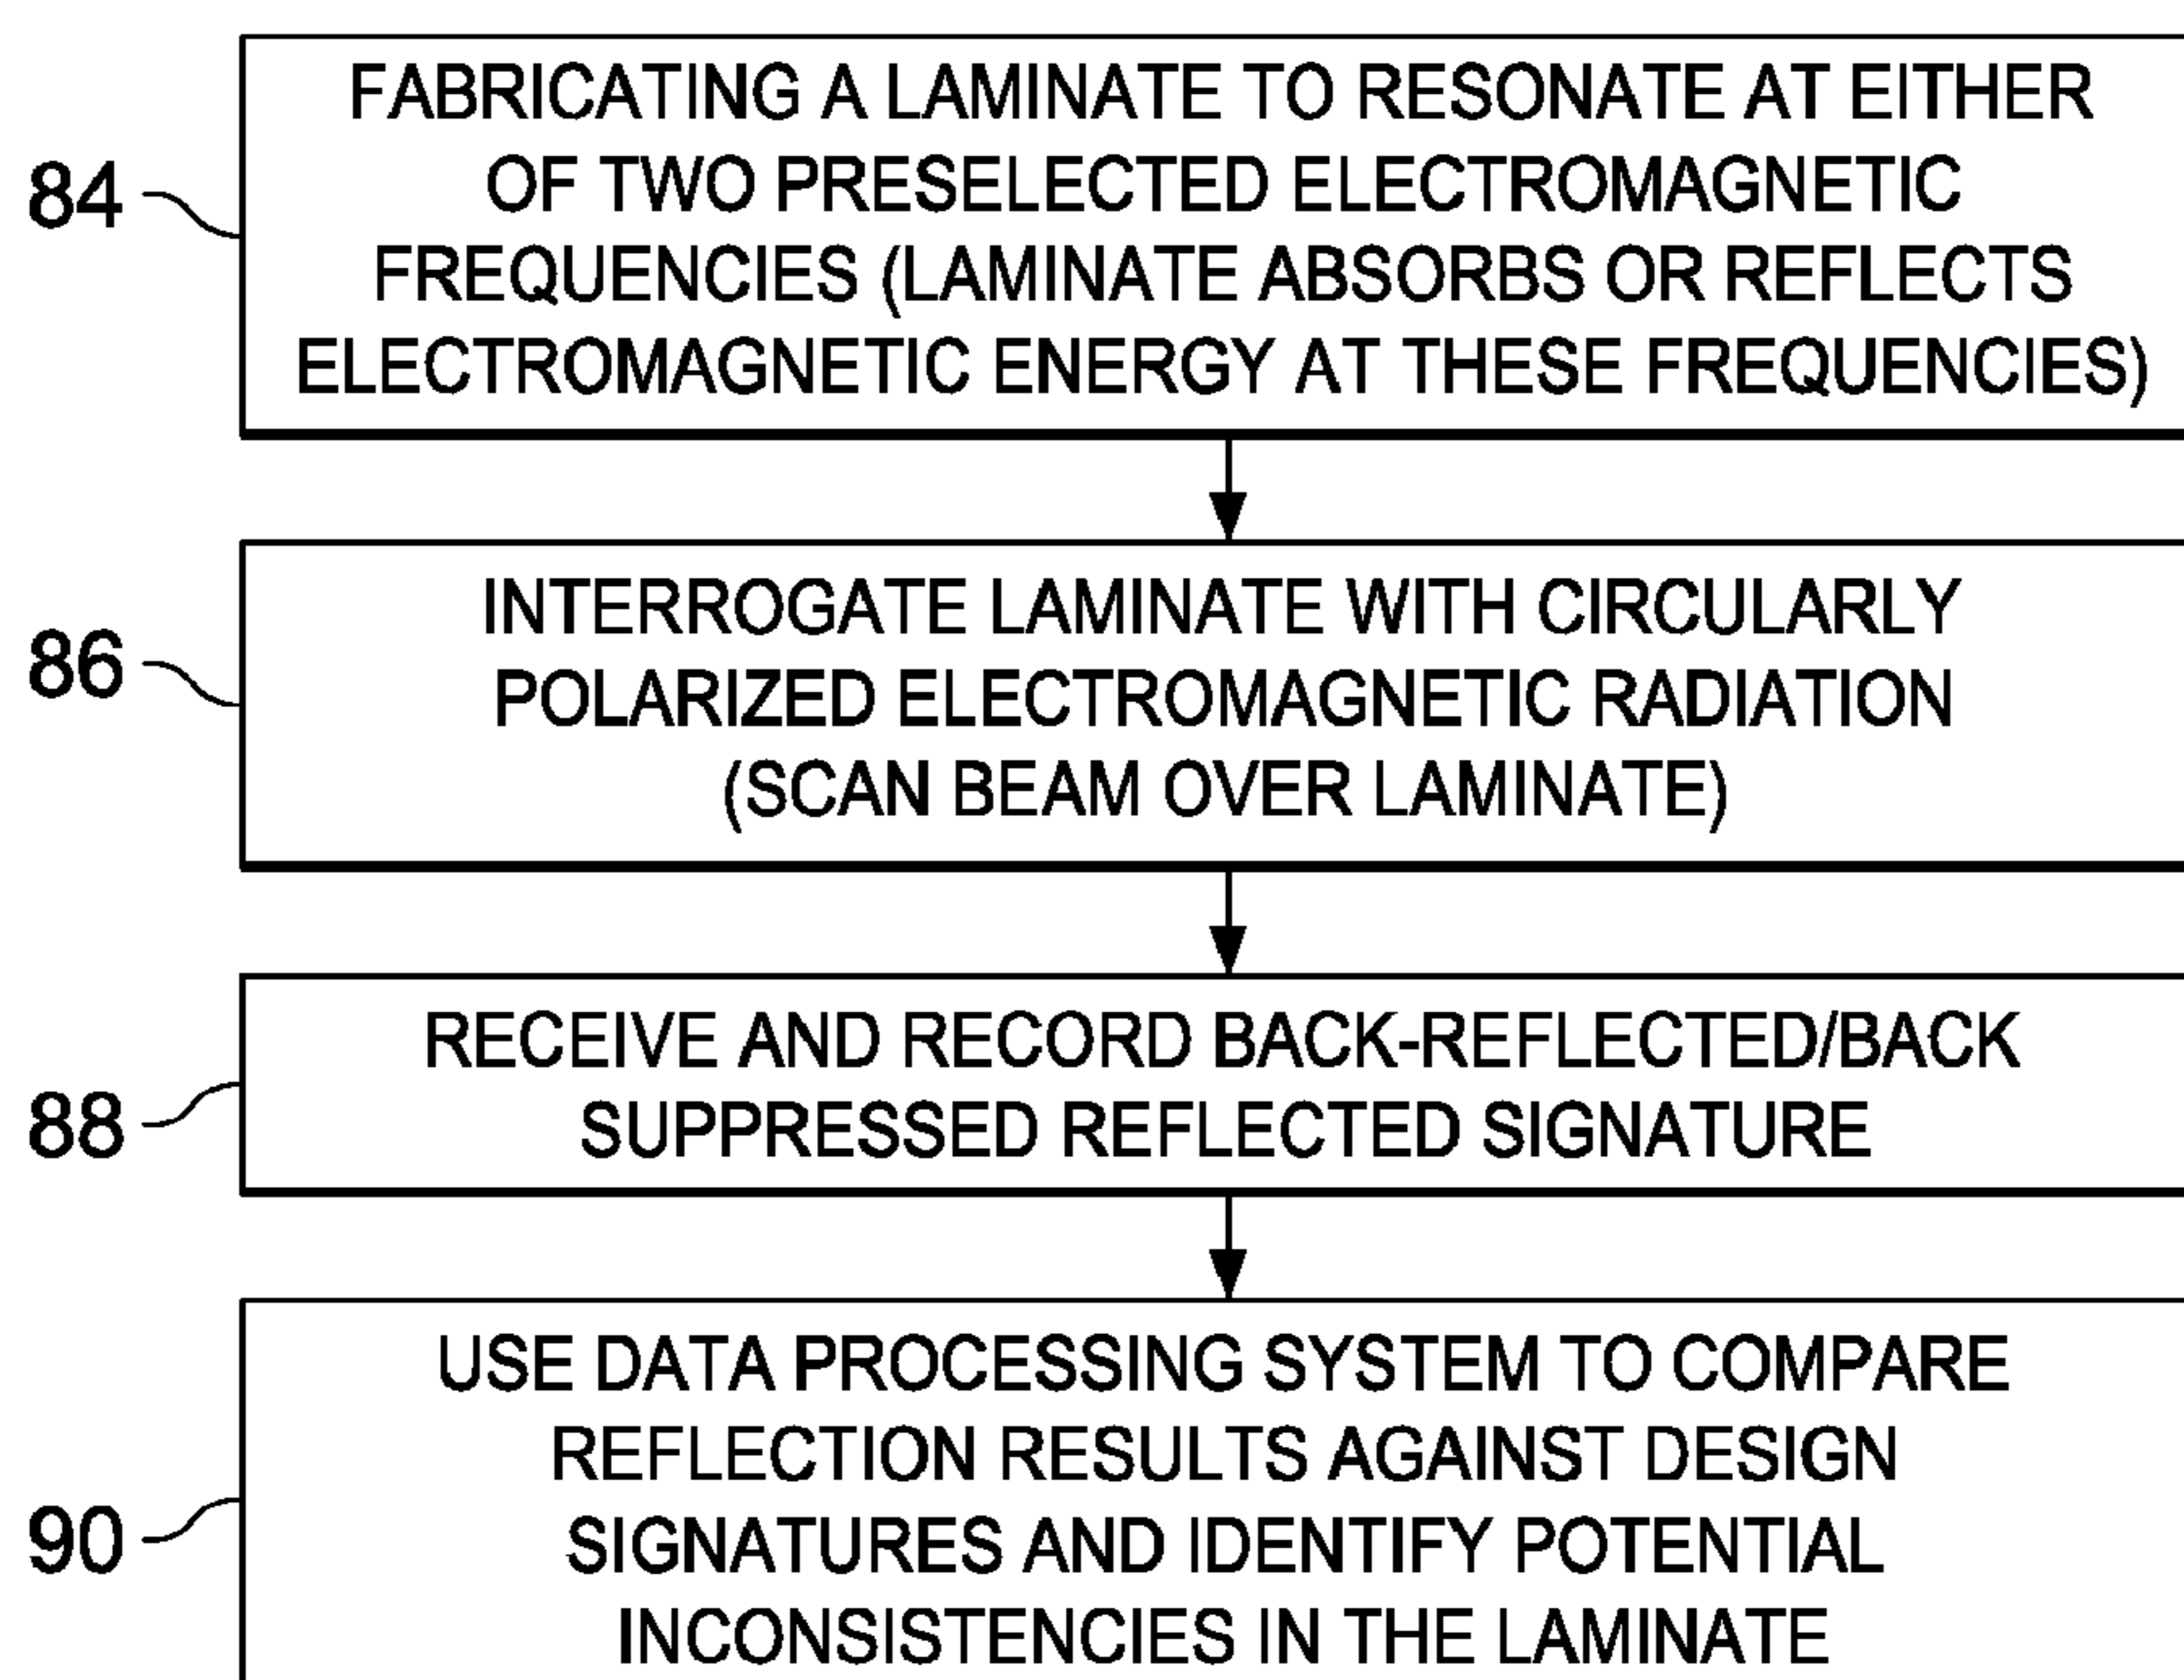 FABRICATING A LAMINATE TO RESONATE AT EITHER
OF TWO PRESELECTED ELECTROMAGNETIC
84
FREQUENCIES (LAMINATE ABSORBS OR REFLECTS
ELECTROMAGNETIC ENERGY AT THESE FREQUENCIES)
INTERROGATE LAMINATE WITH CIRCULARLY
86
POLARIZED ELECTROMAGNETIC RADIATION
(SCAN BEAM OVER LAMINATE)
RECEIVE AND RECORD BACK-REFLECTED/BACK
88
SUPPRESSED REFLECTED SIGNATURE
USE DATA PROCESSING SYSTEM TO COMPARE
REFLECTION RESULTS AGAINST DESIGN
90
SIGNATURES AND IDENTIFY POTENTIAL
INCONSISTENCIES IN THE LAMINATE